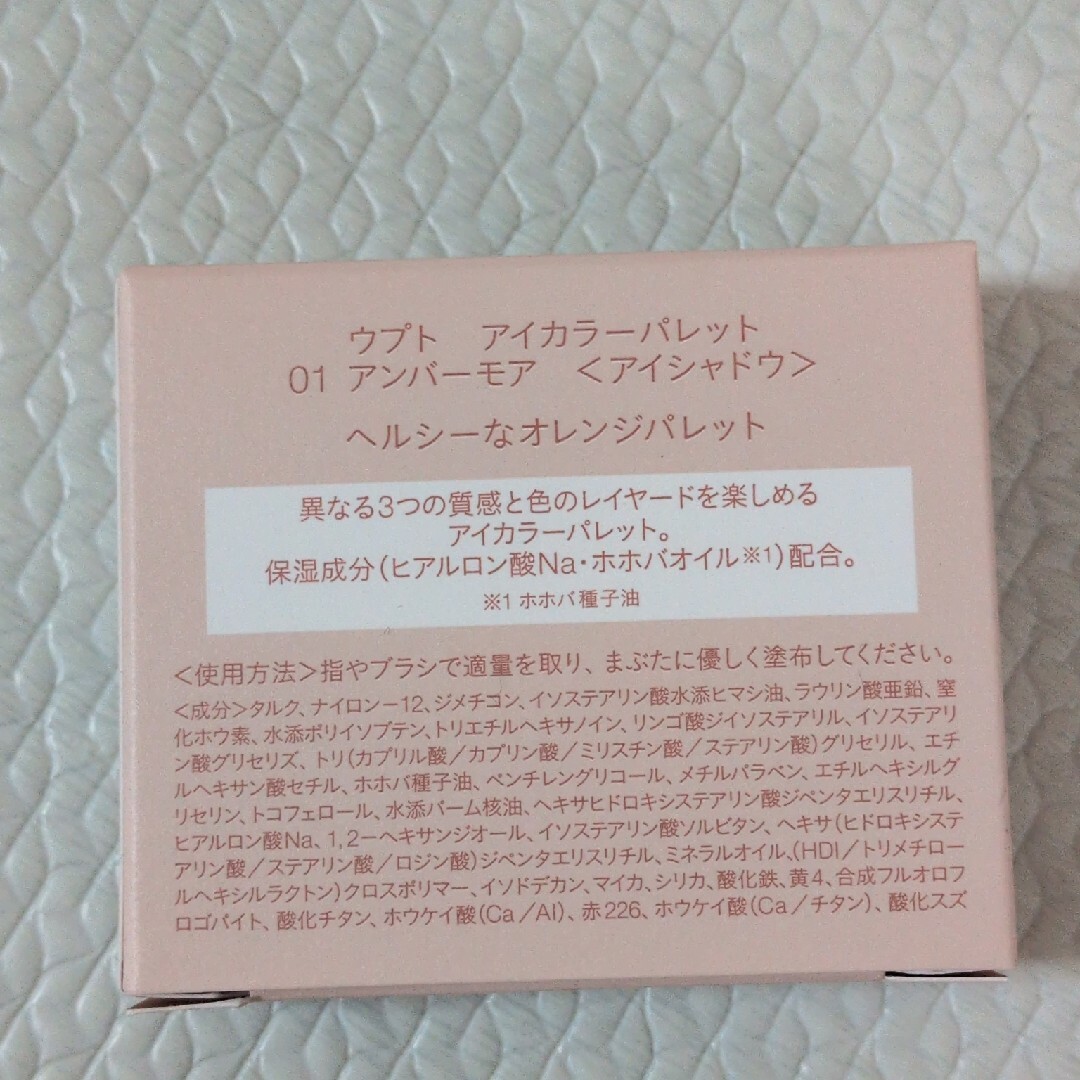 ウプト　アイカラーパレット
01 アンバーモア　＜アイシャドウ＞
ヘルシーなオレンジパレット
異なる3つの質感と色のレイヤードを楽しめる
アイカラーパレット。
保湿成分（ヒアルロン酸Na・ホホバオイル※1）配合。
※1 ホホバ種子油
＜使用方法＞指やブラシで適量を取り、まぶたに優しく塗布してください。
＜成分＞タルク、ナイロン－12、ジメチコン、イソステアリン酸水添ヒマシ油、ラウリン酸亜鉛、窒
化ホウ素、水添ポリイソブテン、トリエチルヘキサノイン、リンゴ酸ジイソステアリル、イソステアリ
ン酸グリセリズ、トリ（カプリル酸／カプリン酸／ミリスチン酸／ステアリン酸）グリセリル、エチ
ルヘキサン酸セチル、ホホバ種子油、ペンチレングリコール、メチルパラベン、エチルヘキシルグ
リセリン、トコフェロール、水添パーム核油、ヘキサヒドロキシステアリン酸ジペンタエリスリチル、
ヒアルロン酸Na、1,2－ヘキサンジオール、イソステアリン酸ソルビタン、ヘキサ（ヒドロキシステ
アリン酸／ステアリン酸／ロジン酸）ジペンタエリスリチル、ミネラルオイル、（HDI／トリメチロー
ルヘキシルラクトン）クロスポリマー、イソドデカン、マイカ、シリカ、酸化鉄、黄4、合成フルオロフ
ロゴパイト、酸化チタン、ホウケイ酸（Ca／Al）、赤226、ホウケイ酸（Ca／チタン）、酸化スズ